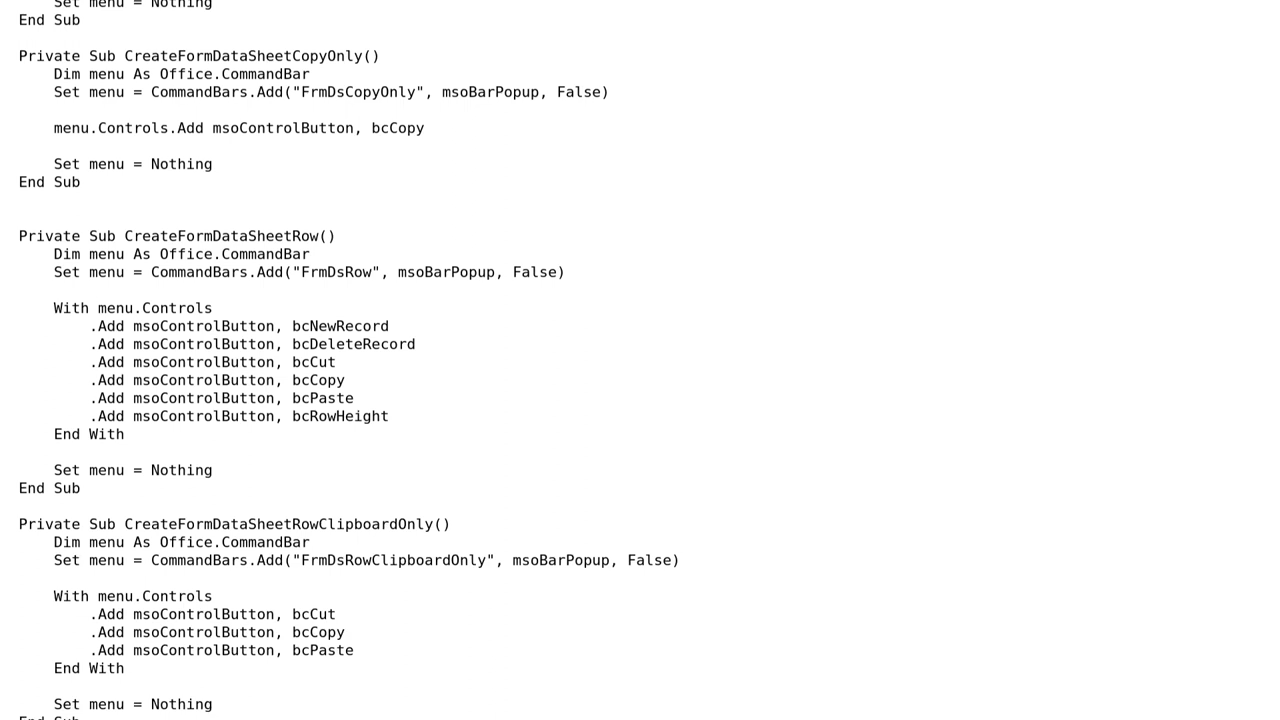 Set menu = Nothing
End Sub

Private Sub CreateFormDataSheetCopyOnly()
    Dim menu As Office.CommandBar
    Set menu = CommandBars.Add("FrmDsCopyOnly", msoBarPopup, False)

    menu.Controls.Add msoControlButton, bcCopy

    Set menu = Nothing
End Sub


Private Sub CreateFormDataSheetRow()
    Dim menu As Office.CommandBar
    Set menu = CommandBars.Add("FrmDsRow", msoBarPopup, False)

    With menu.Controls
        .Add msoControlButton, bcNewRecord
        .Add msoControlButton, bcDeleteRecord
        .Add msoControlButton, bcCut
        .Add msoControlButton, bcCopy
        .Add msoControlButton, bcPaste
        .Add msoControlButton, bcRowHeight
    End With

    Set menu = Nothing
End Sub

Private Sub CreateFormDataSheetRowClipboardOnly()
    Dim menu As Office.CommandBar
    Set menu = CommandBars.Add("FrmDsRowClipboardOnly", msoBarPopup, False)

    With menu.Controls
        .Add msoControlButton, bcCut
        .Add msoControlButton, bcCopy
        .Add msoControlButton, bcPaste
    End With

    Set menu = Nothing
End Sub